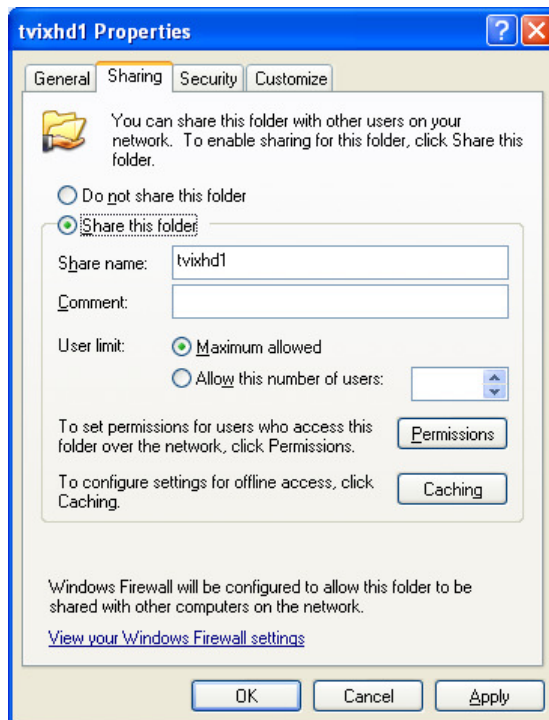 tvixhd1 Properties
General Sharing Security Customize
You can share this folder with other users on your
network. To enable sharing for this folder, click Share this
folder.
Do not share this folder
Share this folder
Share name: tvixhd1
Comment:
User limit: Maximum allowed
Allow this number of users:
To set permissions for users who access this
folder over the network, click Permissions.
Permissions
To configure settings for offline access, click
Caching.
Caching
Windows Firewall will be configured to allow this folder to be
shared with other computers on the network.
View your Windows Firewall settings
OK Cancel Apply